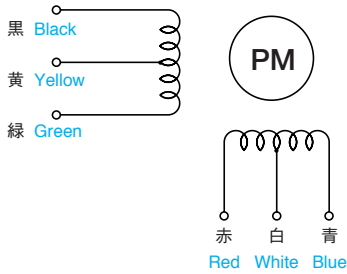 黒 Black
PM
黄 Yellow
緑 Green
赤 白 青
Red White Blue